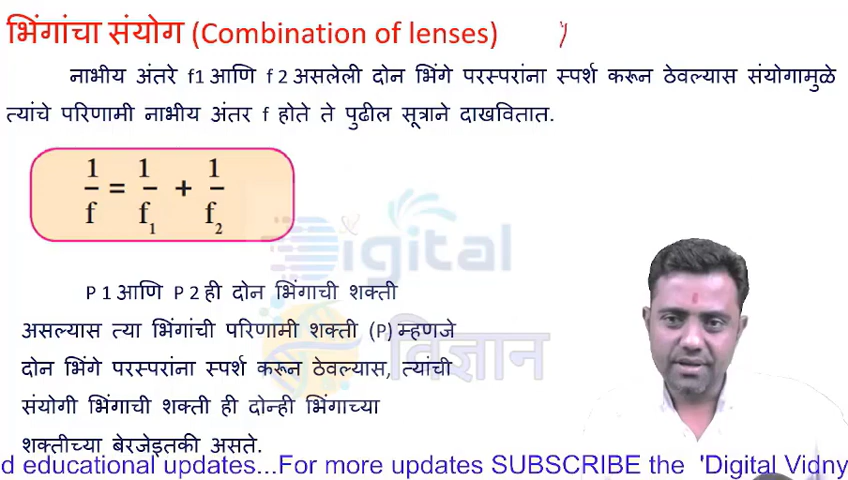 भिंगांचा संयोग (Combination of lenses)
नाभीय अंतरे f1 आणि f 2 असलेली दोन भिंगे परस्परांना स्पर्श करून ठेवल्यास संयोगामुळे
त्यांचे परिणामी नाभीय अंतर f होते ते पुढील सूत्राने दाखवितात.
1/f = 1/f₁ + 1/f₂
Digital
विज्ञान
P 1 आणि P 2 ही दोन भिंगाची शक्ती
असल्यास त्या भिंगांची परिणामी शक्ती (P) म्हणजे
दोन भिंगे परस्परांना स्पर्श करून ठेवल्यास, त्यांची
संयोगी भिंगाची शक्ती ही दोन्ही भिंगाच्या
शक्तीच्या बेरजेइतकी असते.
d educational updates...For more updates SUBSCRIBE the 'Digital Vidny